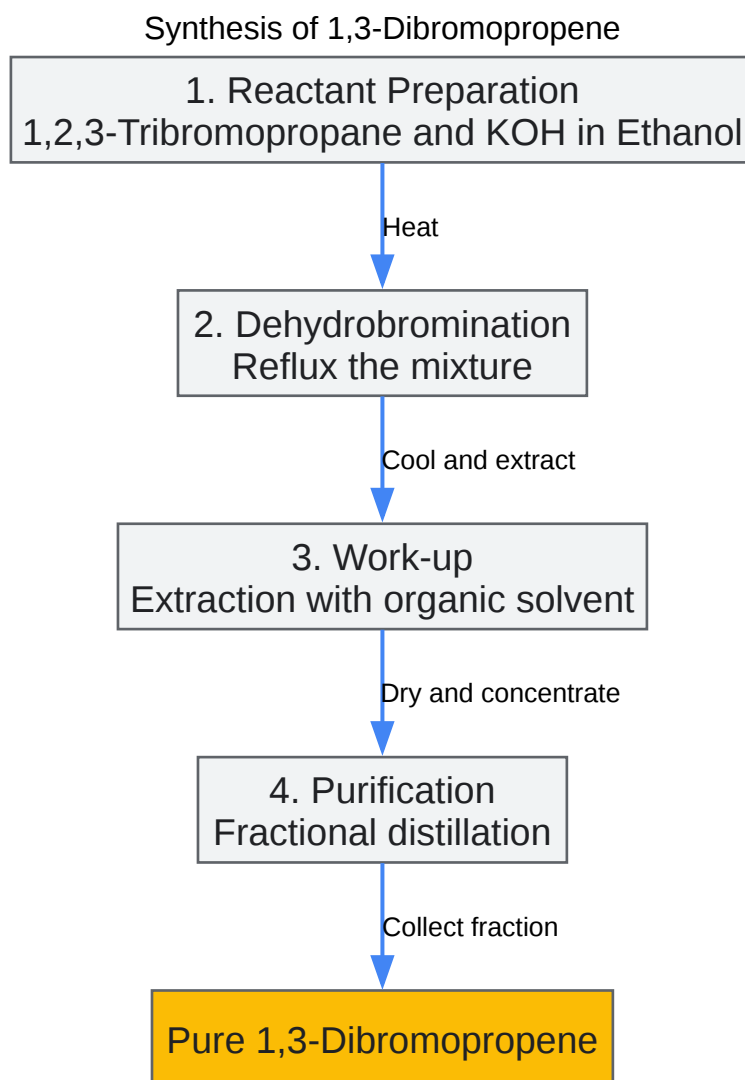 Synthesis of 1,3-Dibromopropene
1. Reactant Preparation
1,2,3-Tribromopropane and KOH in Ethanol
Heat
2. Dehydrobromination
Reflux the mixture
Cool and extract
3. Work-up
Extraction with organic solvent
Dry and concentrate
4. Purification
Fractional distillation
Collect fraction
Pure 1,3-Dibromopropene